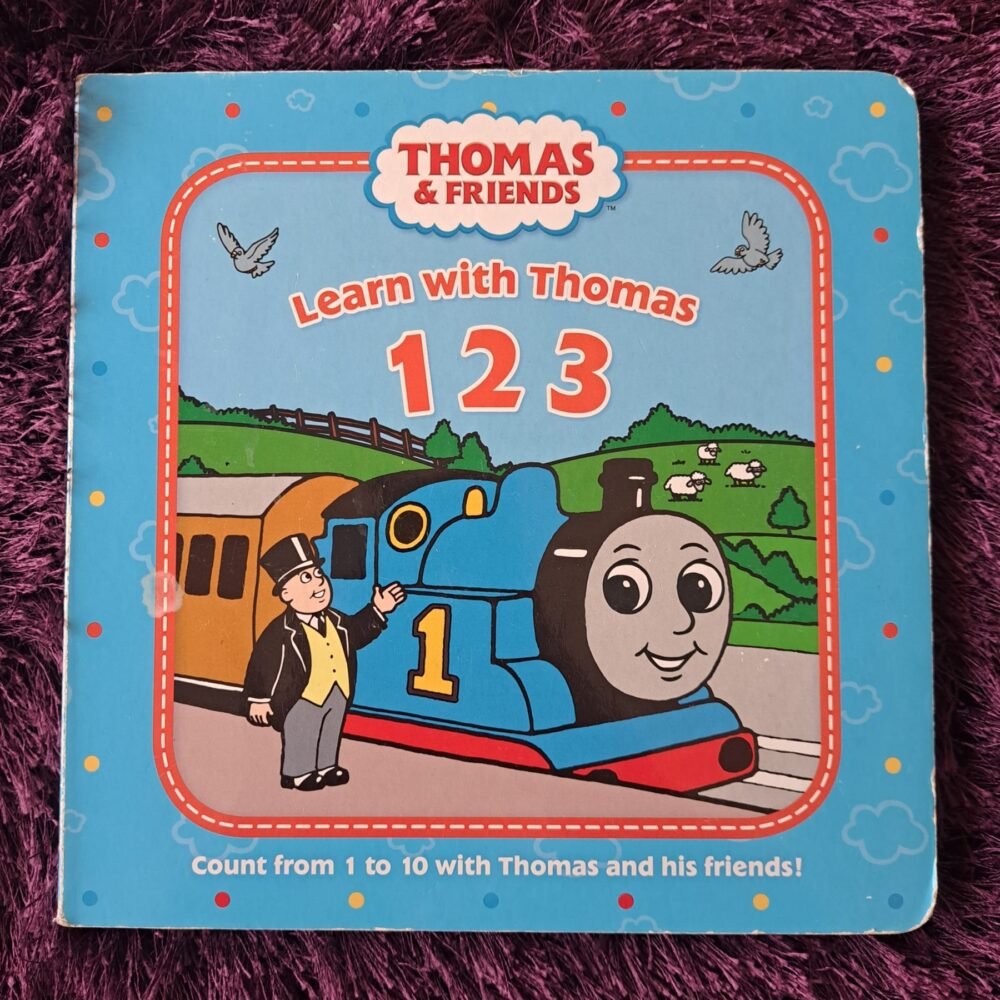 THOMAS
& FRIENDS
™
Learn with Thomas
1 2 3
1
Count from 1 to 10 with Thomas and his friends!